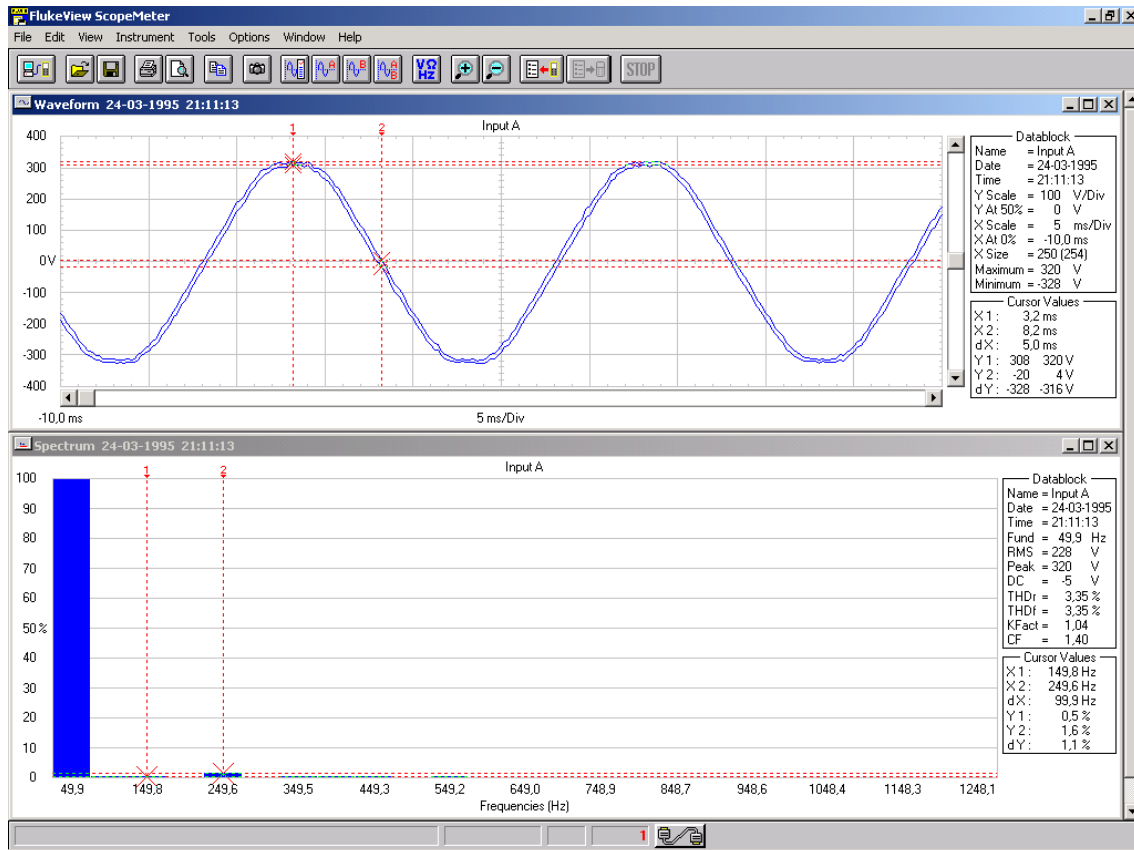 FlukeView ScopeMeter
File Edit View Instrument Tools Options Window Help
VΩ HZ
STOP
Waveform 24-03-1995 21:11:13
Input A
1 2
400
300
200
100
0V
-100
-200
-300
-400
-10,0 ms
5 ms/Div
Datablock
Name = Input A
Date = 24-03-1995
Time = 21:11:13
Y Scale = 100 V/Div
Y At 50% = 0 V
X Scale = 5 ms/Div
X At 0% = -10,0 ms
X Size = 250 (254)
Maximum = 320 V
Minimum = -328 V
Cursor Values
X1: 3,2 ms
X2: 8,2 ms
dX: 5,0 ms
Y1: 308 320 V
Y2: -20 4 V
dY: -328 -316 V
Spectrum 24-03-1995 21:11:13
Input A
1 2
100
90
80
70
60
50%
40
30
20
10
0
49,9 149,8 249,6 349,5 449,3 549,2 649,0 748,9 848,7 948,6 1048,4 1148,3 1248,1
Frequencies (Hz)
Datablock
Name = Input A
Date = 24-03-1995
Time = 21:11:13
Fund = 49,9 Hz
RMS = 228 V
Peak = 320 V
DC = -5 V
THDr = 3,35 %
THDf = 3,35 %
KFact = 1,04
CF = 1,40
Cursor Values
X1: 149,8 Hz
X2: 249,6 Hz
dX: 99,9 Hz
Y1: 0,5 %
Y2: 1,6 %
dY: 1,1 %
1